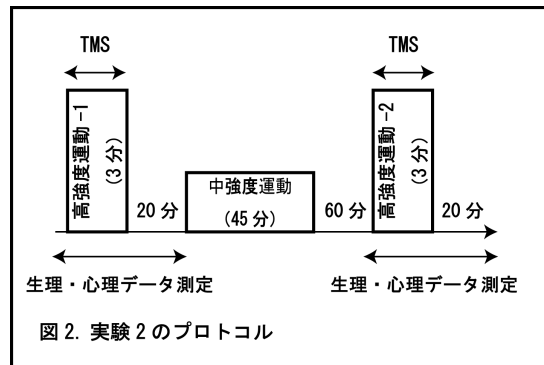 TMS
TMS
高強度運動-1
(3分)
20分
中強度運動
(45分)
60分
高強度運動-2
(3分)
20分
生理・心理データ測定
生理・心理データ測定
図2. 実験2のプロトコル